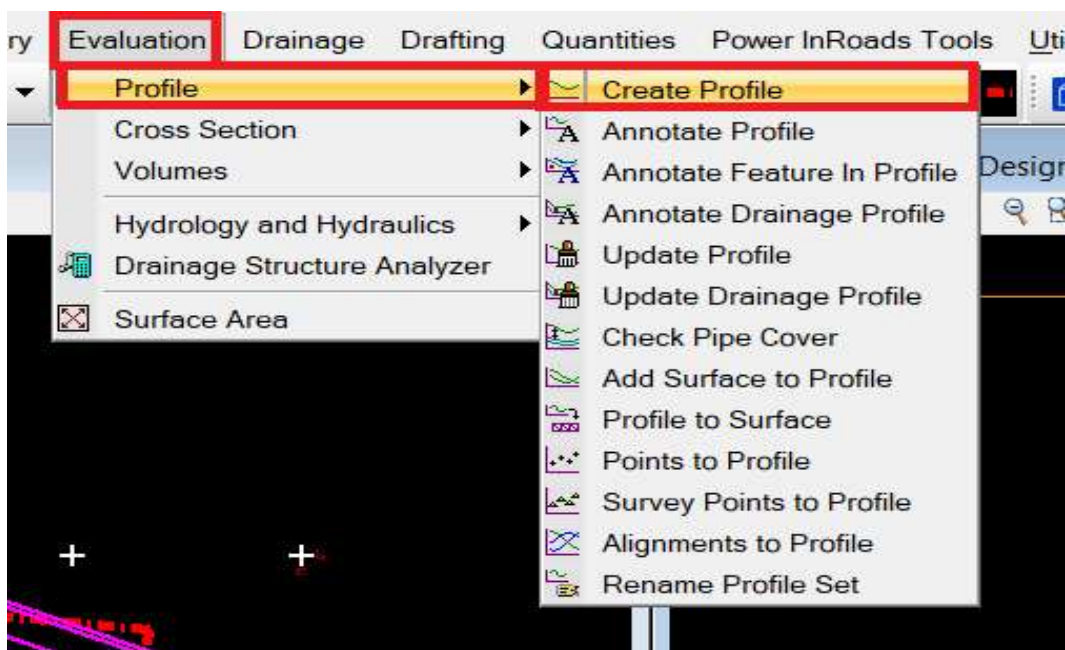 ry Evaluation Drainage Drafting Quantities Power InRoads Tools Uti
Profile
Cross Section
Volumes
Hydrology and Hydraulics
Drainage Structure Analyzer
Surface Area
Create Profile
Annotate Profile
Annotate Feature In Profile
Annotate Drainage Profile
Update Profile
Update Drainage Profile
Check Pipe Cover
Add Surface to Profile
Profile to Surface
Points to Profile
Survey Points to Profile
Alignments to Profile
Rename Profile Set
Design